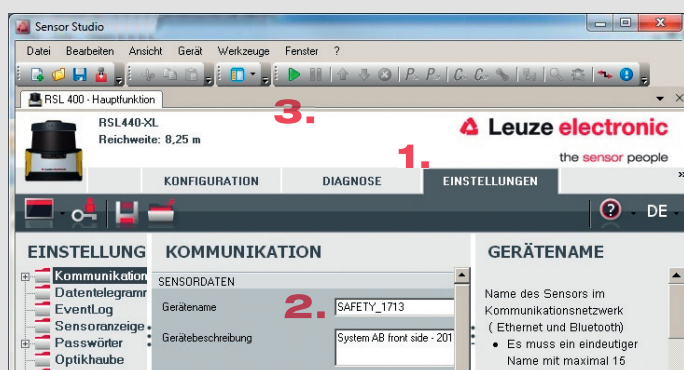 Sensor Studio
Datei Bearbeiten Ansicht Gerät Werkzeuge Fenster ?
RSL 400 - Hauptfunktion
3.
RSL440-XL
Reichweite: 8,25 m
Leuze electronic
the sensor people
1.
KONFIGURATION DIAGNOSE EINSTELLUNGEN
DE
EINSTELLUNG
Kommunikation
Datentelegramm
EventLog
Sensoranzeige
Passwörter
Optikhaube
KOMMUNIKATION
SENSORDATEN
2.
Gerätename SAFETY_1713
Gerätebeschreibung System AB front side - 201
GERÄTENAME
Name des Sensors im
Kommunikationsnetzwerk
( Ethernet und Bluetooth)
• Es muss ein eindeutiger
Name mit maximal 15